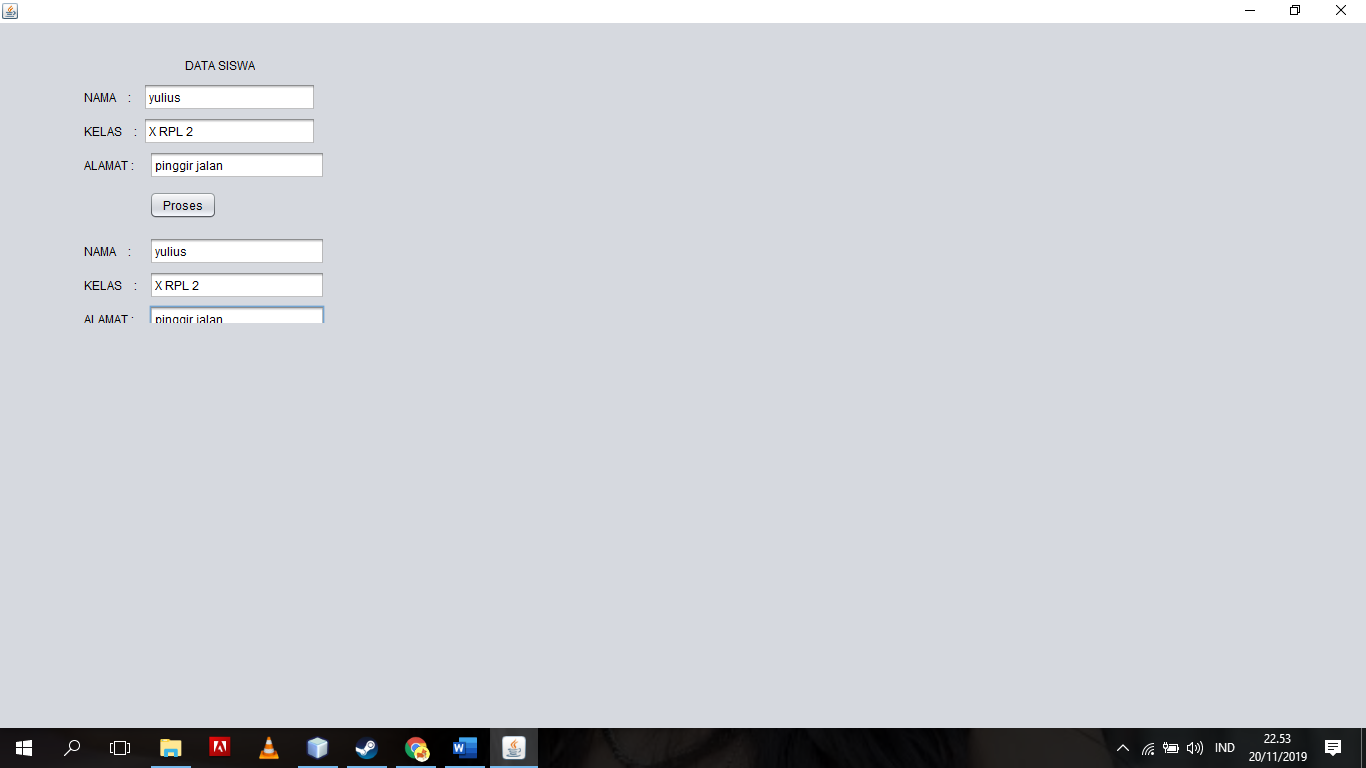 DATA SISWA
NAMA : yulius
KELAS : X RPL 2
ALAMAT : pinggir jalan
Proses
NAMA : yulius
KELAS : X RPL 2
ALAMAT : pinggir jalan
IND
22.53
20/11/2019